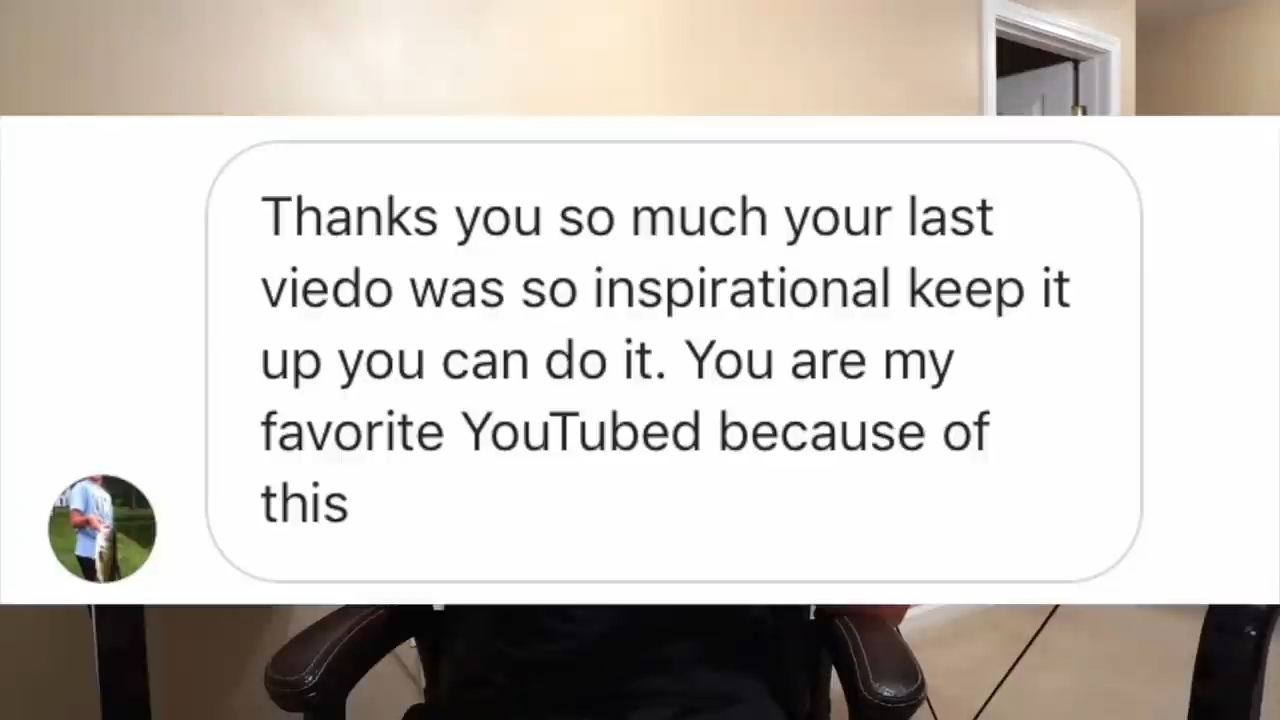 Thanks you so much your last
viedo was so inspirational keep it
up you can do it. You are my
favorite YouTubed because of
this